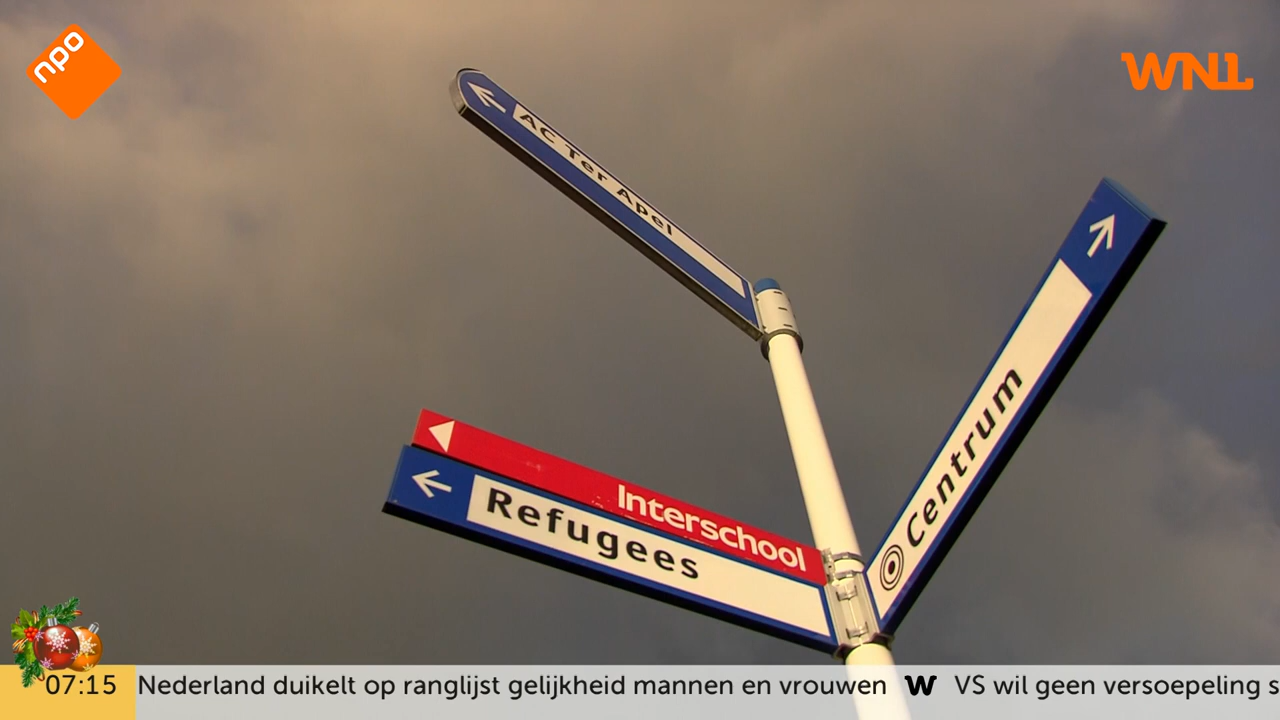 npo
WNL
AC Ter Apel
Interschool
Refugees
Centrum
07:15 Nederland duikelt op ranglijst gelijkheid mannen en vrouwen W VS wil geen versoepeling s